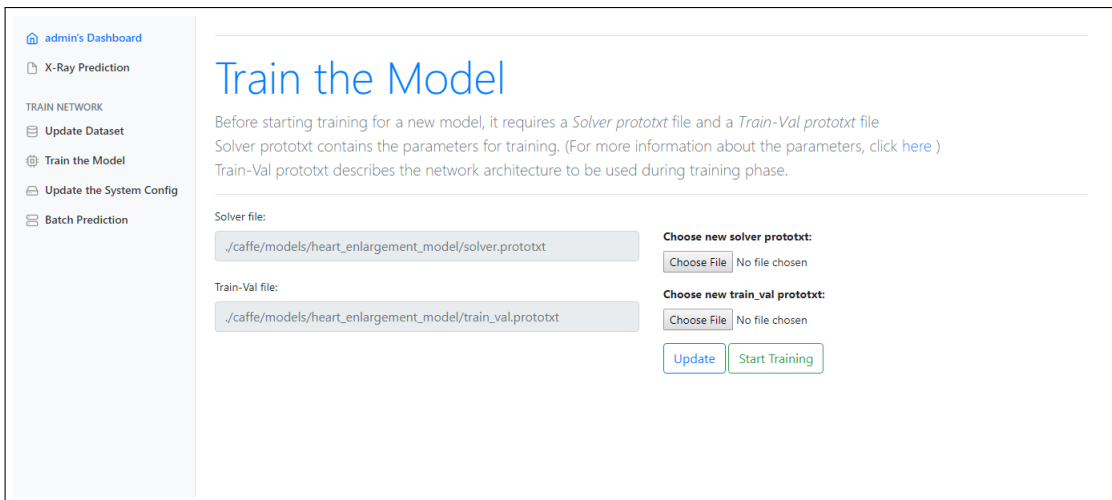 admin's Dashboard
X-Ray Prediction
TRAIN NETWORK
Update Dataset
Train the Model
Update the System Config
Batch Prediction
Train the Model
Before starting training for a new model, it requires a Solver prototxt file and a Train-Val prototxt file
Solver prototxt contains the parameters for training. (For more information about the parameters, click here )
Train-Val prototxt describes the network architecture to be used during training phase.
Solver file:
./caffe/models/heart_enlargement_model/solver.prototxt
Train-Val file:
./caffe/models/heart_enlargement_model/train_val.prototxt
Choose new solver prototxt:
Choose File No file chosen
Choose new train_val prototxt:
Choose File No file chosen
Update Start Training